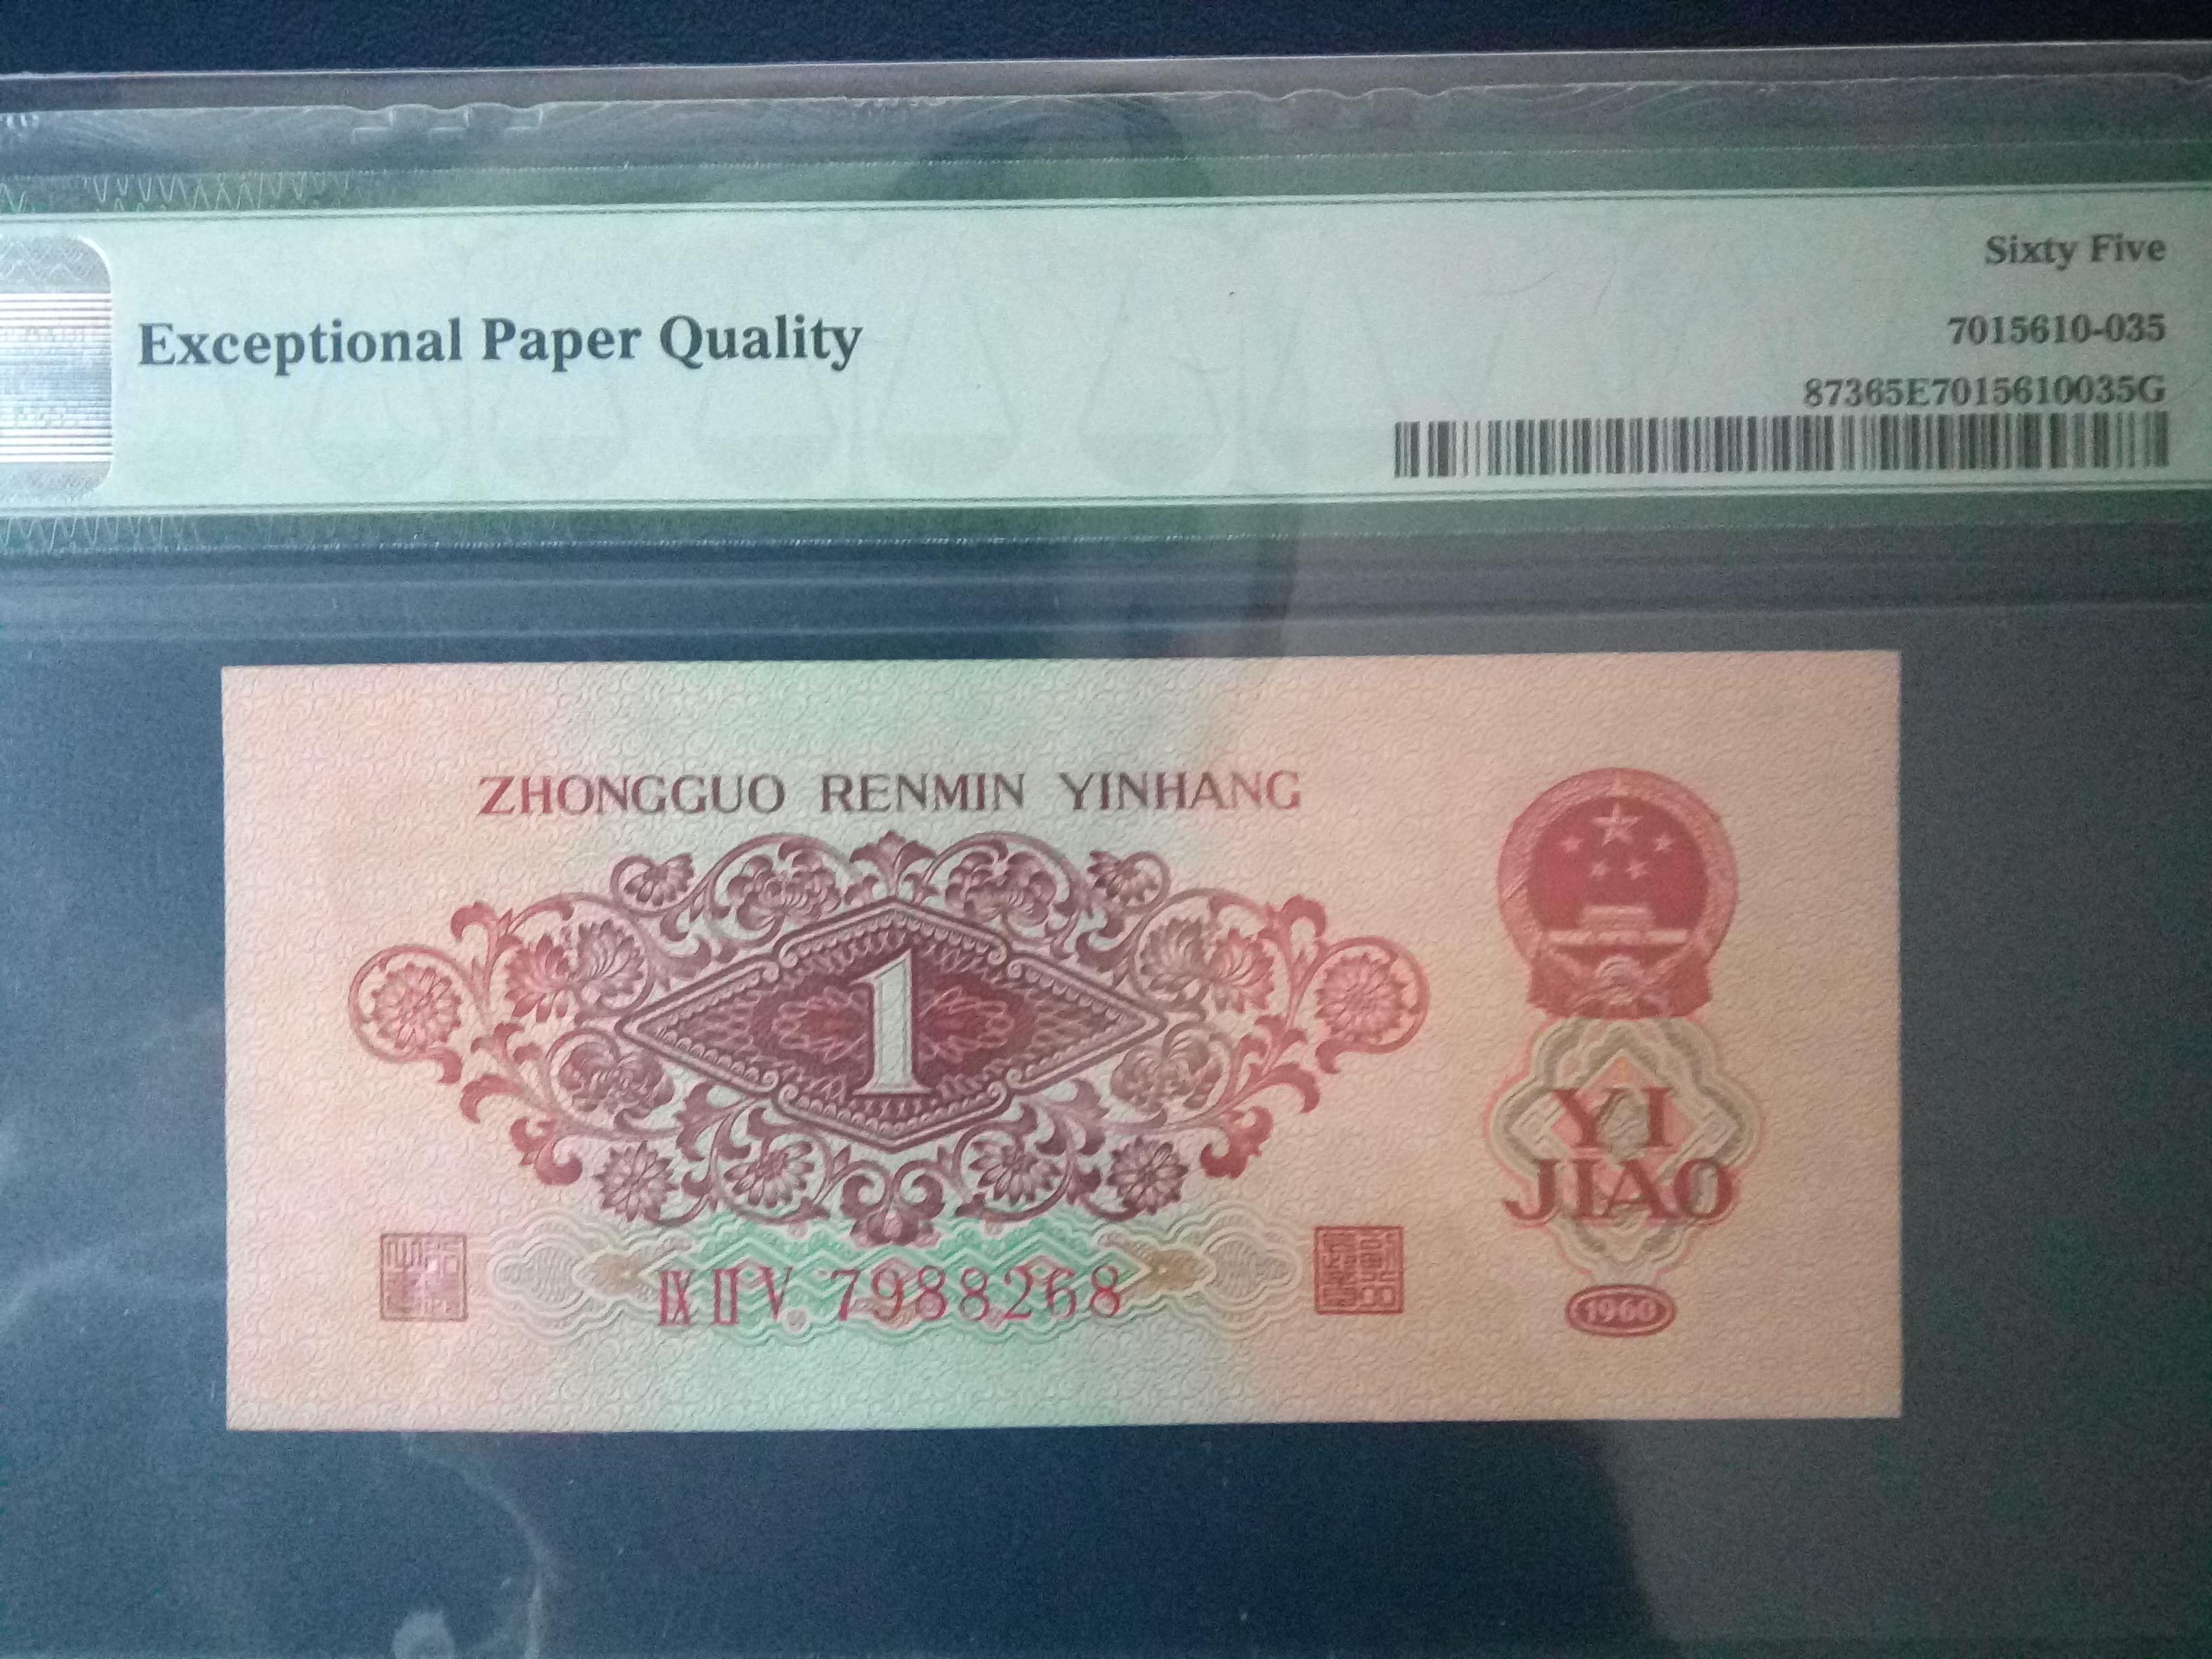 Sixty Five
Exceptional Paper Quality
7015610-035
87365E7015610035G
ZHONGGUO RENMIN YINHANG
1
YI
JIAO
IX II V 7988268
1960